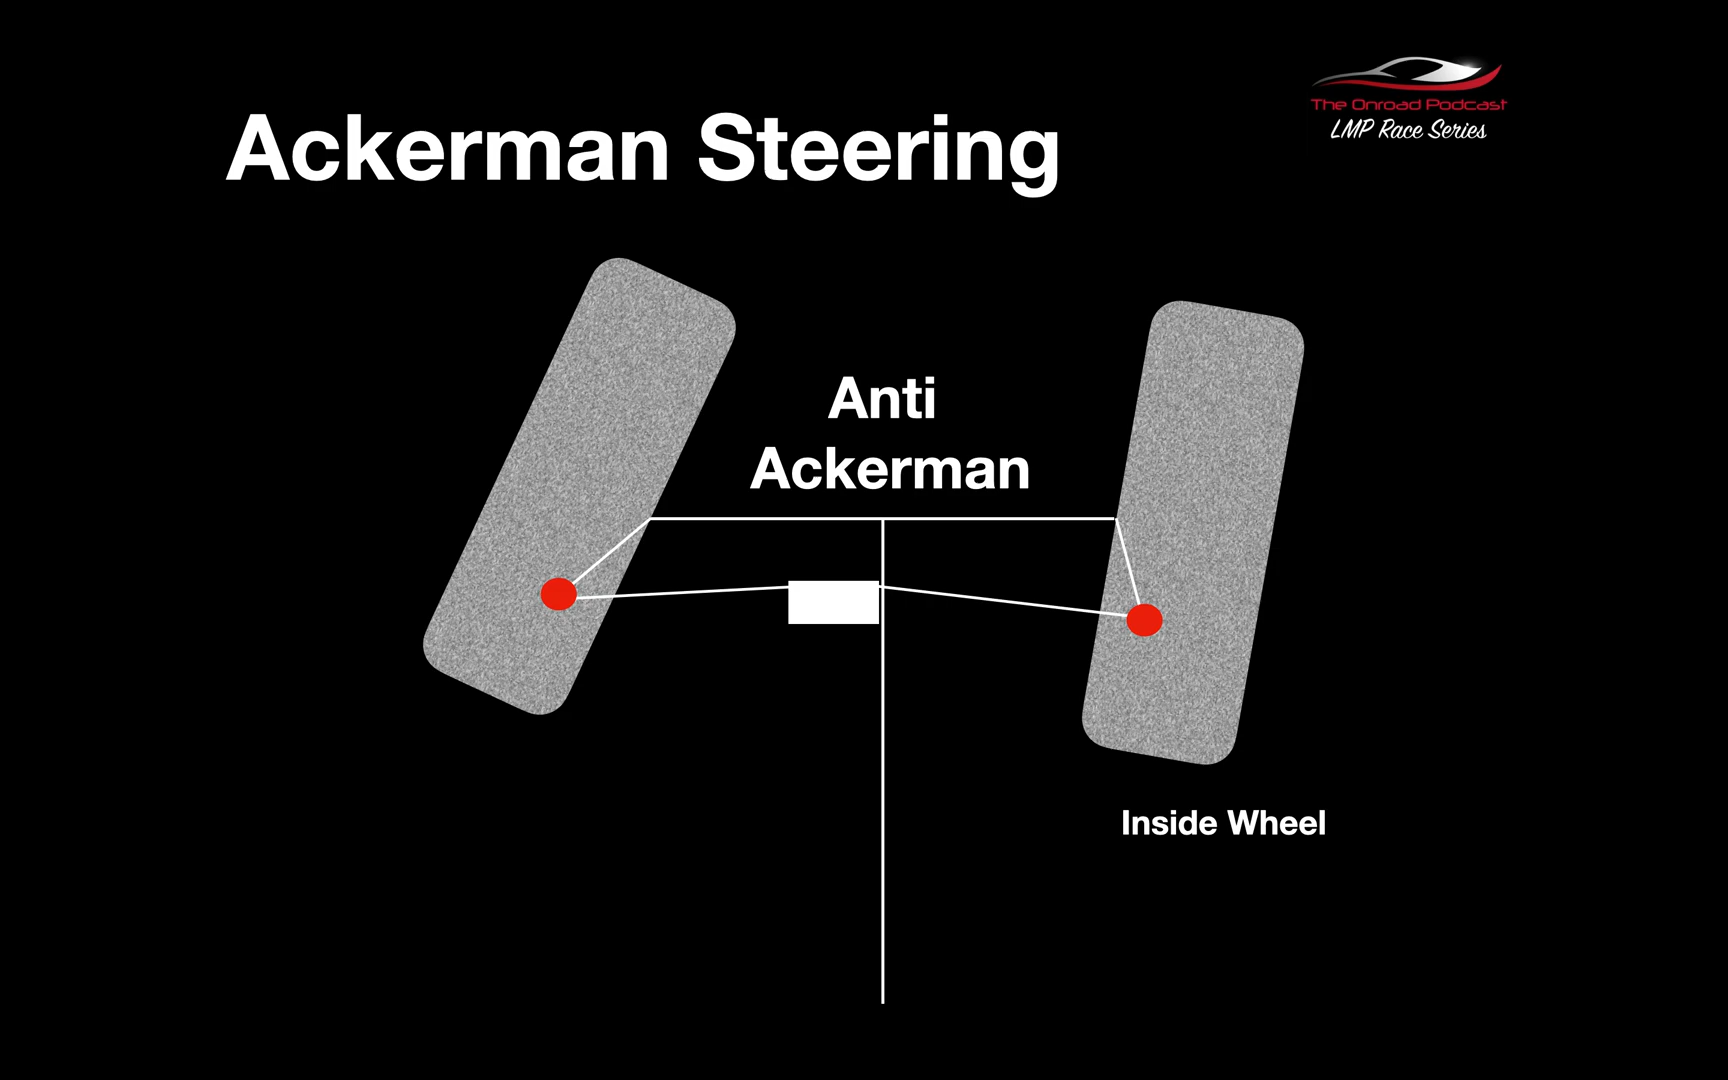 The Onroad Podcast
LMP Race Series
Ackerman Steering
Anti
Ackerman
Inside Wheel